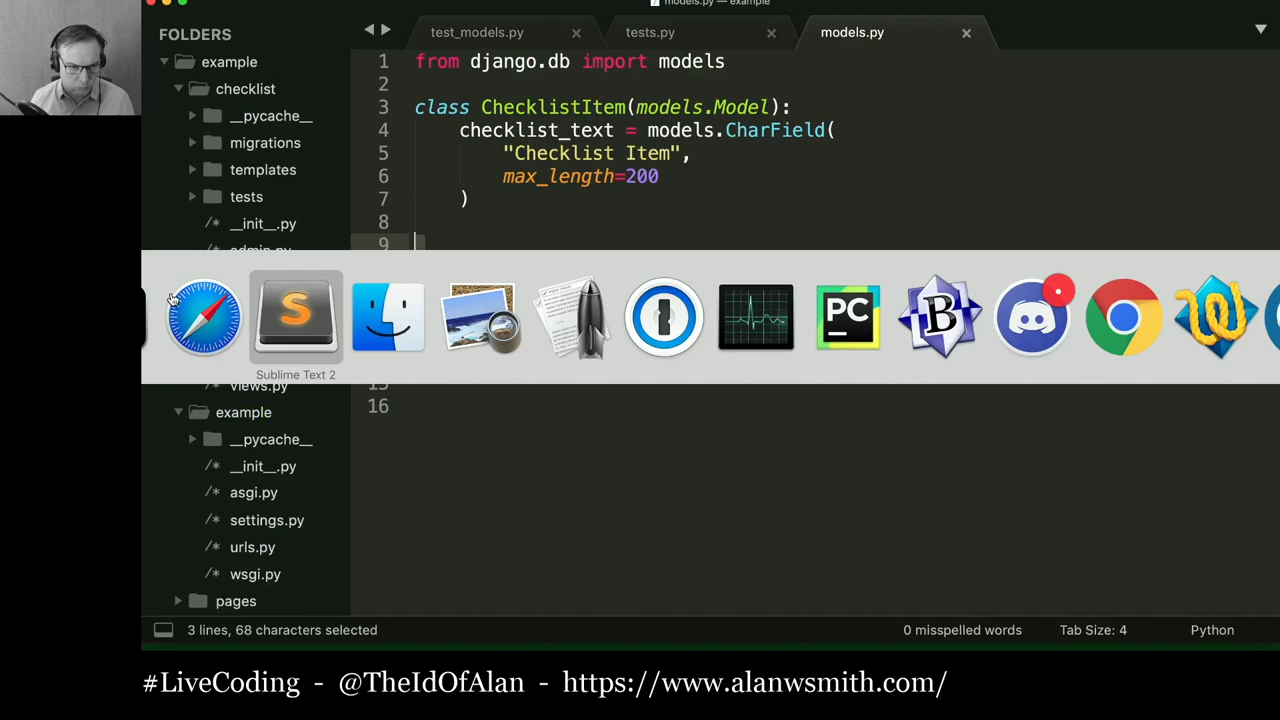 models.py — example
FOLDERS
example
checklist
__pycache__
migrations
templates
tests
/* __init__.py
/* admin.py
views.py
example
__pycache__
/* __init__.py
/* asgi.py
/* settings.py
/* urls.py
/* wsgi.py
pages
test_models.py
tests.py
models.py
1 from django.db import models
2
3 class ChecklistItem(models.Model):
4 checklist_text = models.CharField(
5 "Checklist Item",
6 max_length=200
7 )
8
9
S
PC
B
Sublime Text 2
15
16
3 lines, 68 characters selected
0 misspelled words
Tab Size: 4
Python
#LiveCoding - @TheIdOfAlan - https://www.alanwsmith.com/